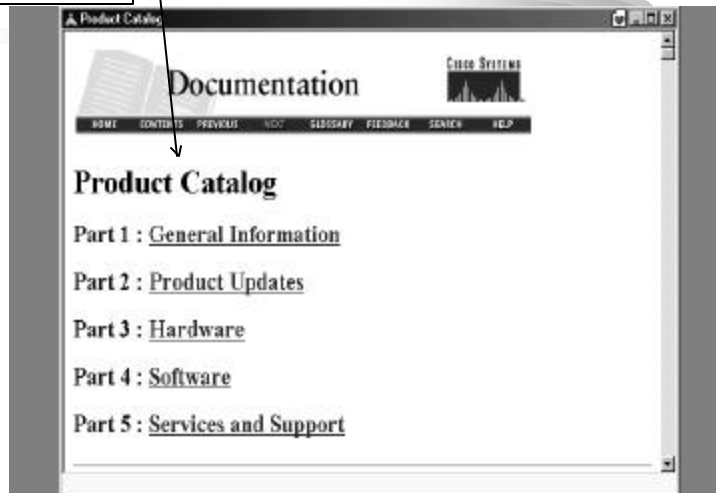 Product Catalog
Documentation
CISCO SYSTEMS
HOME CONTENTS PREVIOUS NEXT GLOSSARY FEEDBACK SEARCH HELP
Product Catalog
Part 1 : General Information
Part 2 : Product Updates
Part 3 : Hardware
Part 4 : Software
Part 5 : Services and Support